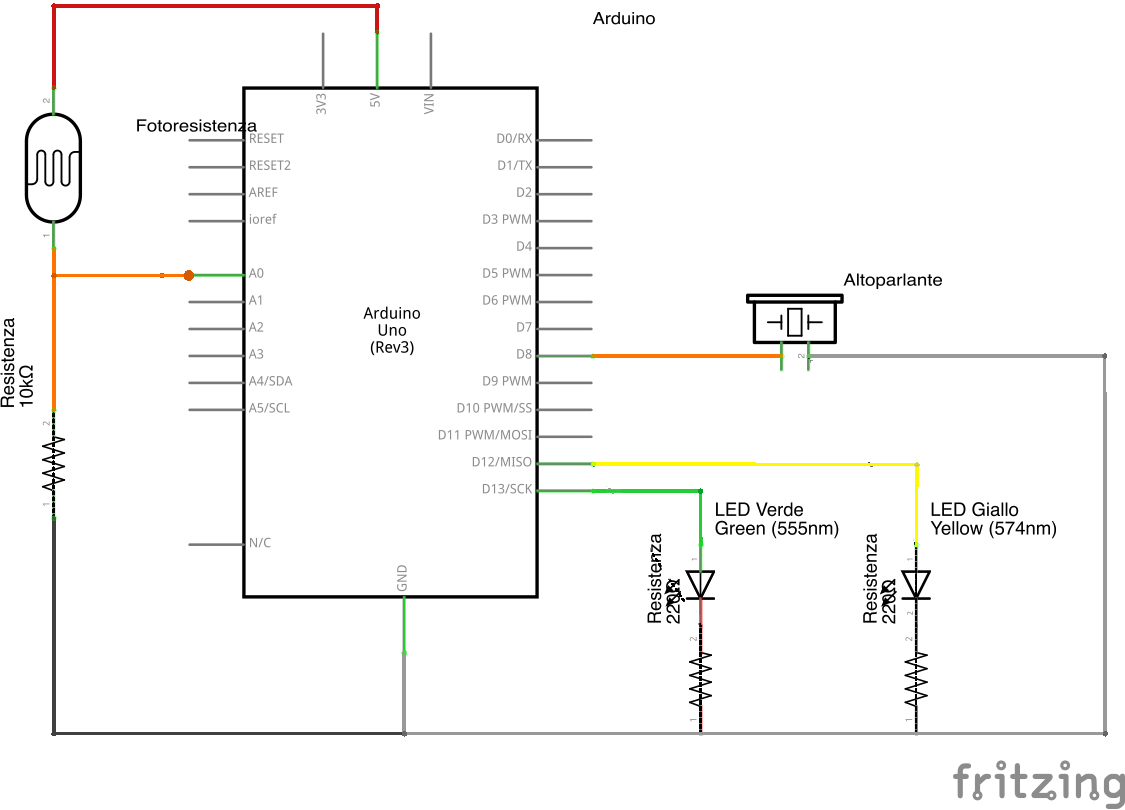 Arduino
2
3V3
5V
VIN
Fotoresistenza
RESET
RESET2
AREF
ioref
A0
A1
A2
A3
A4/SDA
A5/SCL
N/C
GND
Arduino
Uno
(Rev3)
D0/RX
D1/TX
D2
D3 PWM
D4
D5 PWM
D6 PWM
D7
D8
D9 PWM
D10 PWM/SS
D11 PWM/MOSI
D12/MISO
D13/SCK
1
Resistenza
10kΩ
2
1
Altoparlante
2
LED Verde
Green (555nm)
LED Giallo
Yellow (574nm)
1
Resistenza
220Ω
2
1
1
Resistenza
220Ω
2
2
1
fritzing